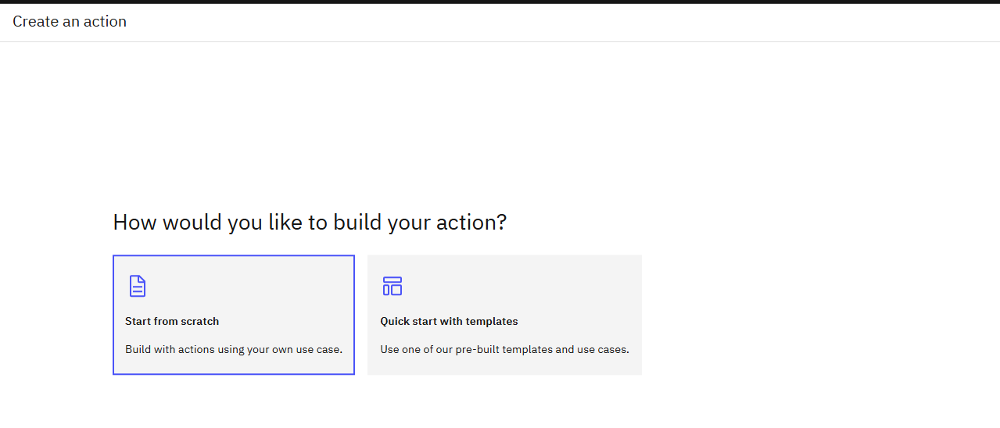 Create an action
How would you like to build your action?
Start from scratch
Build with actions using your own use case.
Quick start with templates
Use one of our pre-built templates and use cases.